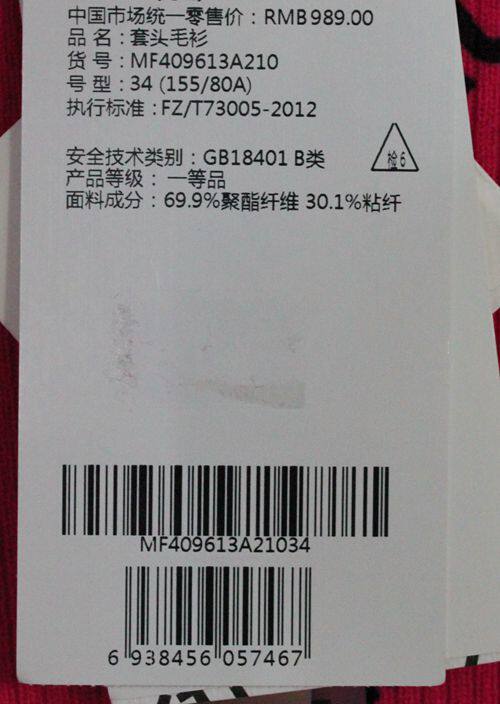 中国市场统一零售价：RMB989.00
品 名：套头毛衫
货 号：MF409613A210
号 型：34 (155/80A)
执行标准：FZ/T73005-2012
安全技术类别：GB18401 B类
检6
产品等级： 一等品
面料成分：69.9%聚酯纤维 30.1%粘纤
MF409613A21034
6 938456 057467